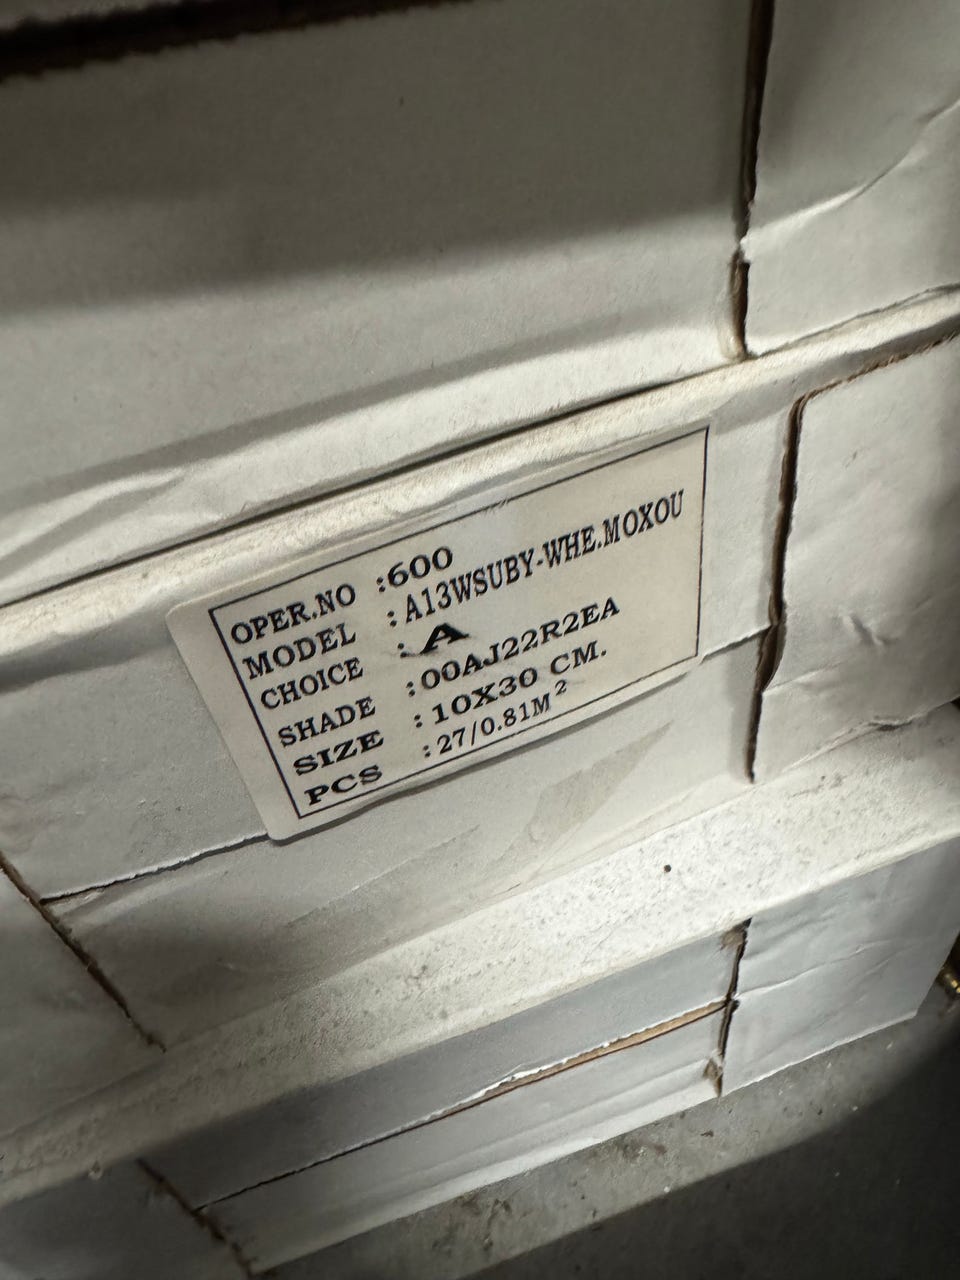 OPER.NO :600
MODEL :A13WSUBY-WHE.MOXOU
CHOICE :A
SHADE :00AJ22R2EA
SIZE :10X30 CM.
PCS :27/0.81M²